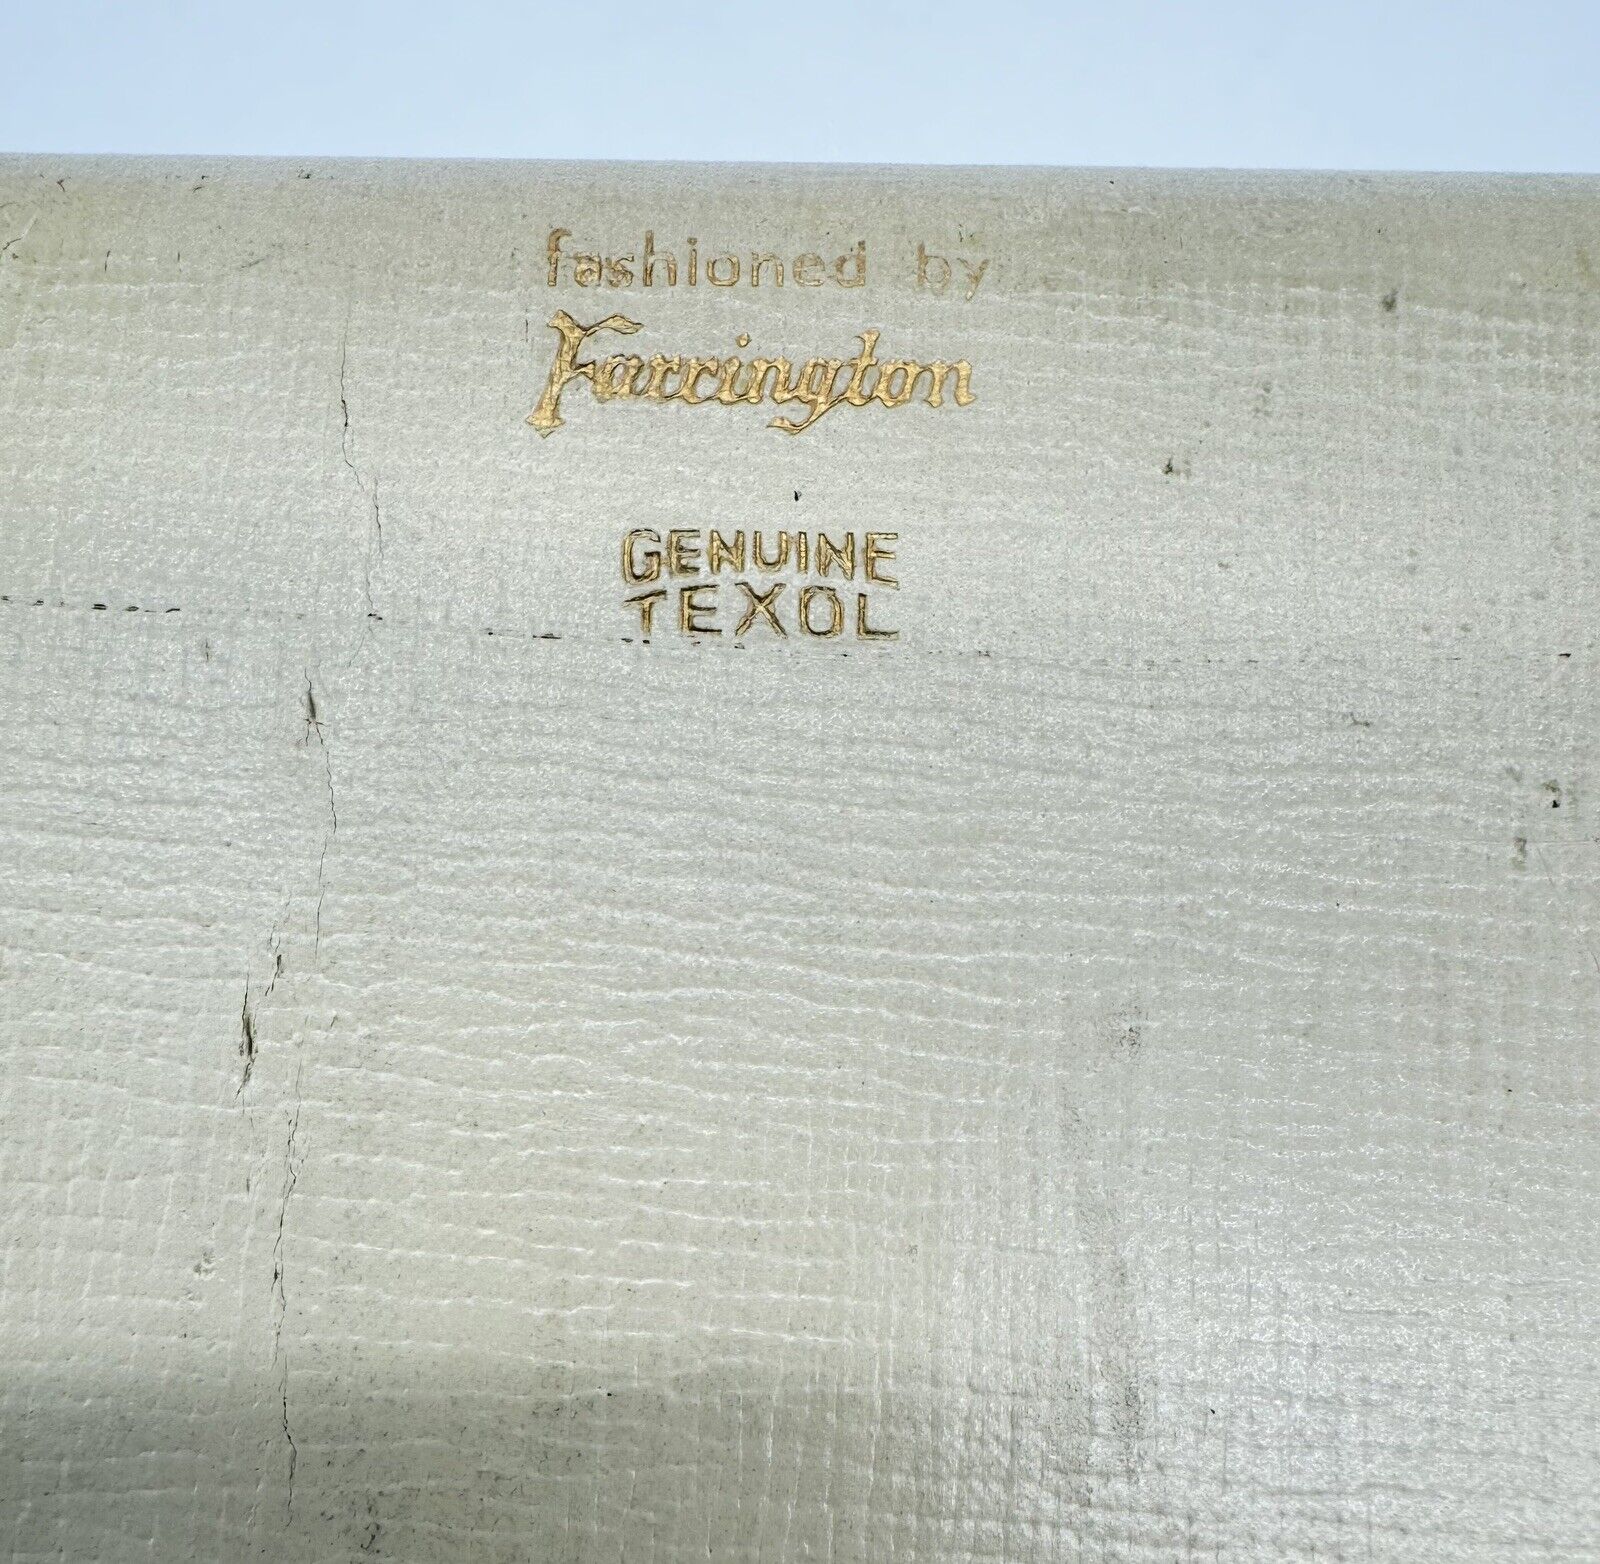 fashioned by
Farrington
GENUINE
TEXOL